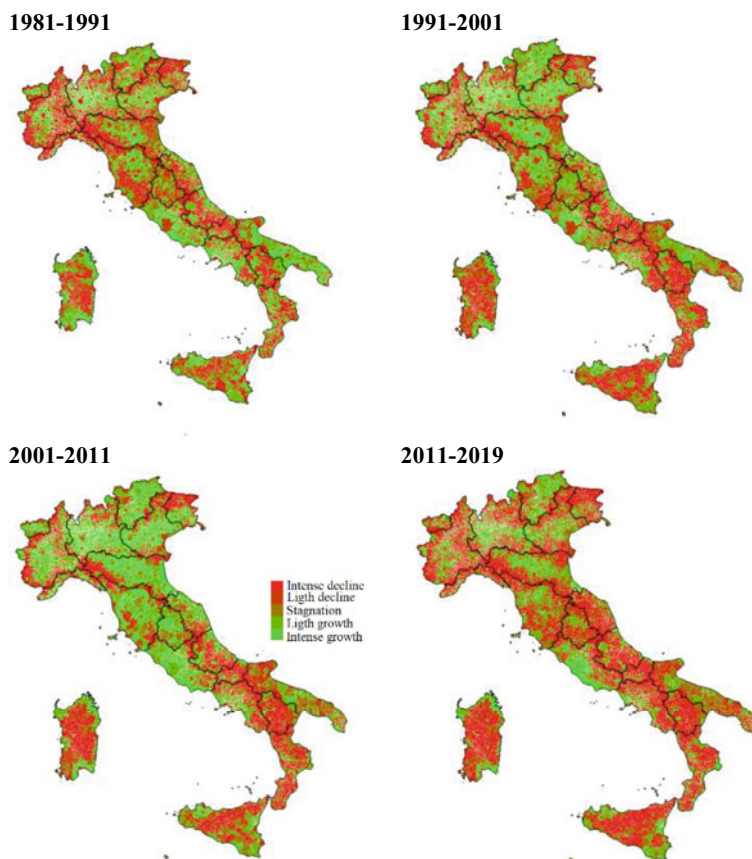 1981-1991
1991-2001
2001-2011
2011-2019
Intense decline
Ligth decline
Stagnation
Ligth growth
Intense growth